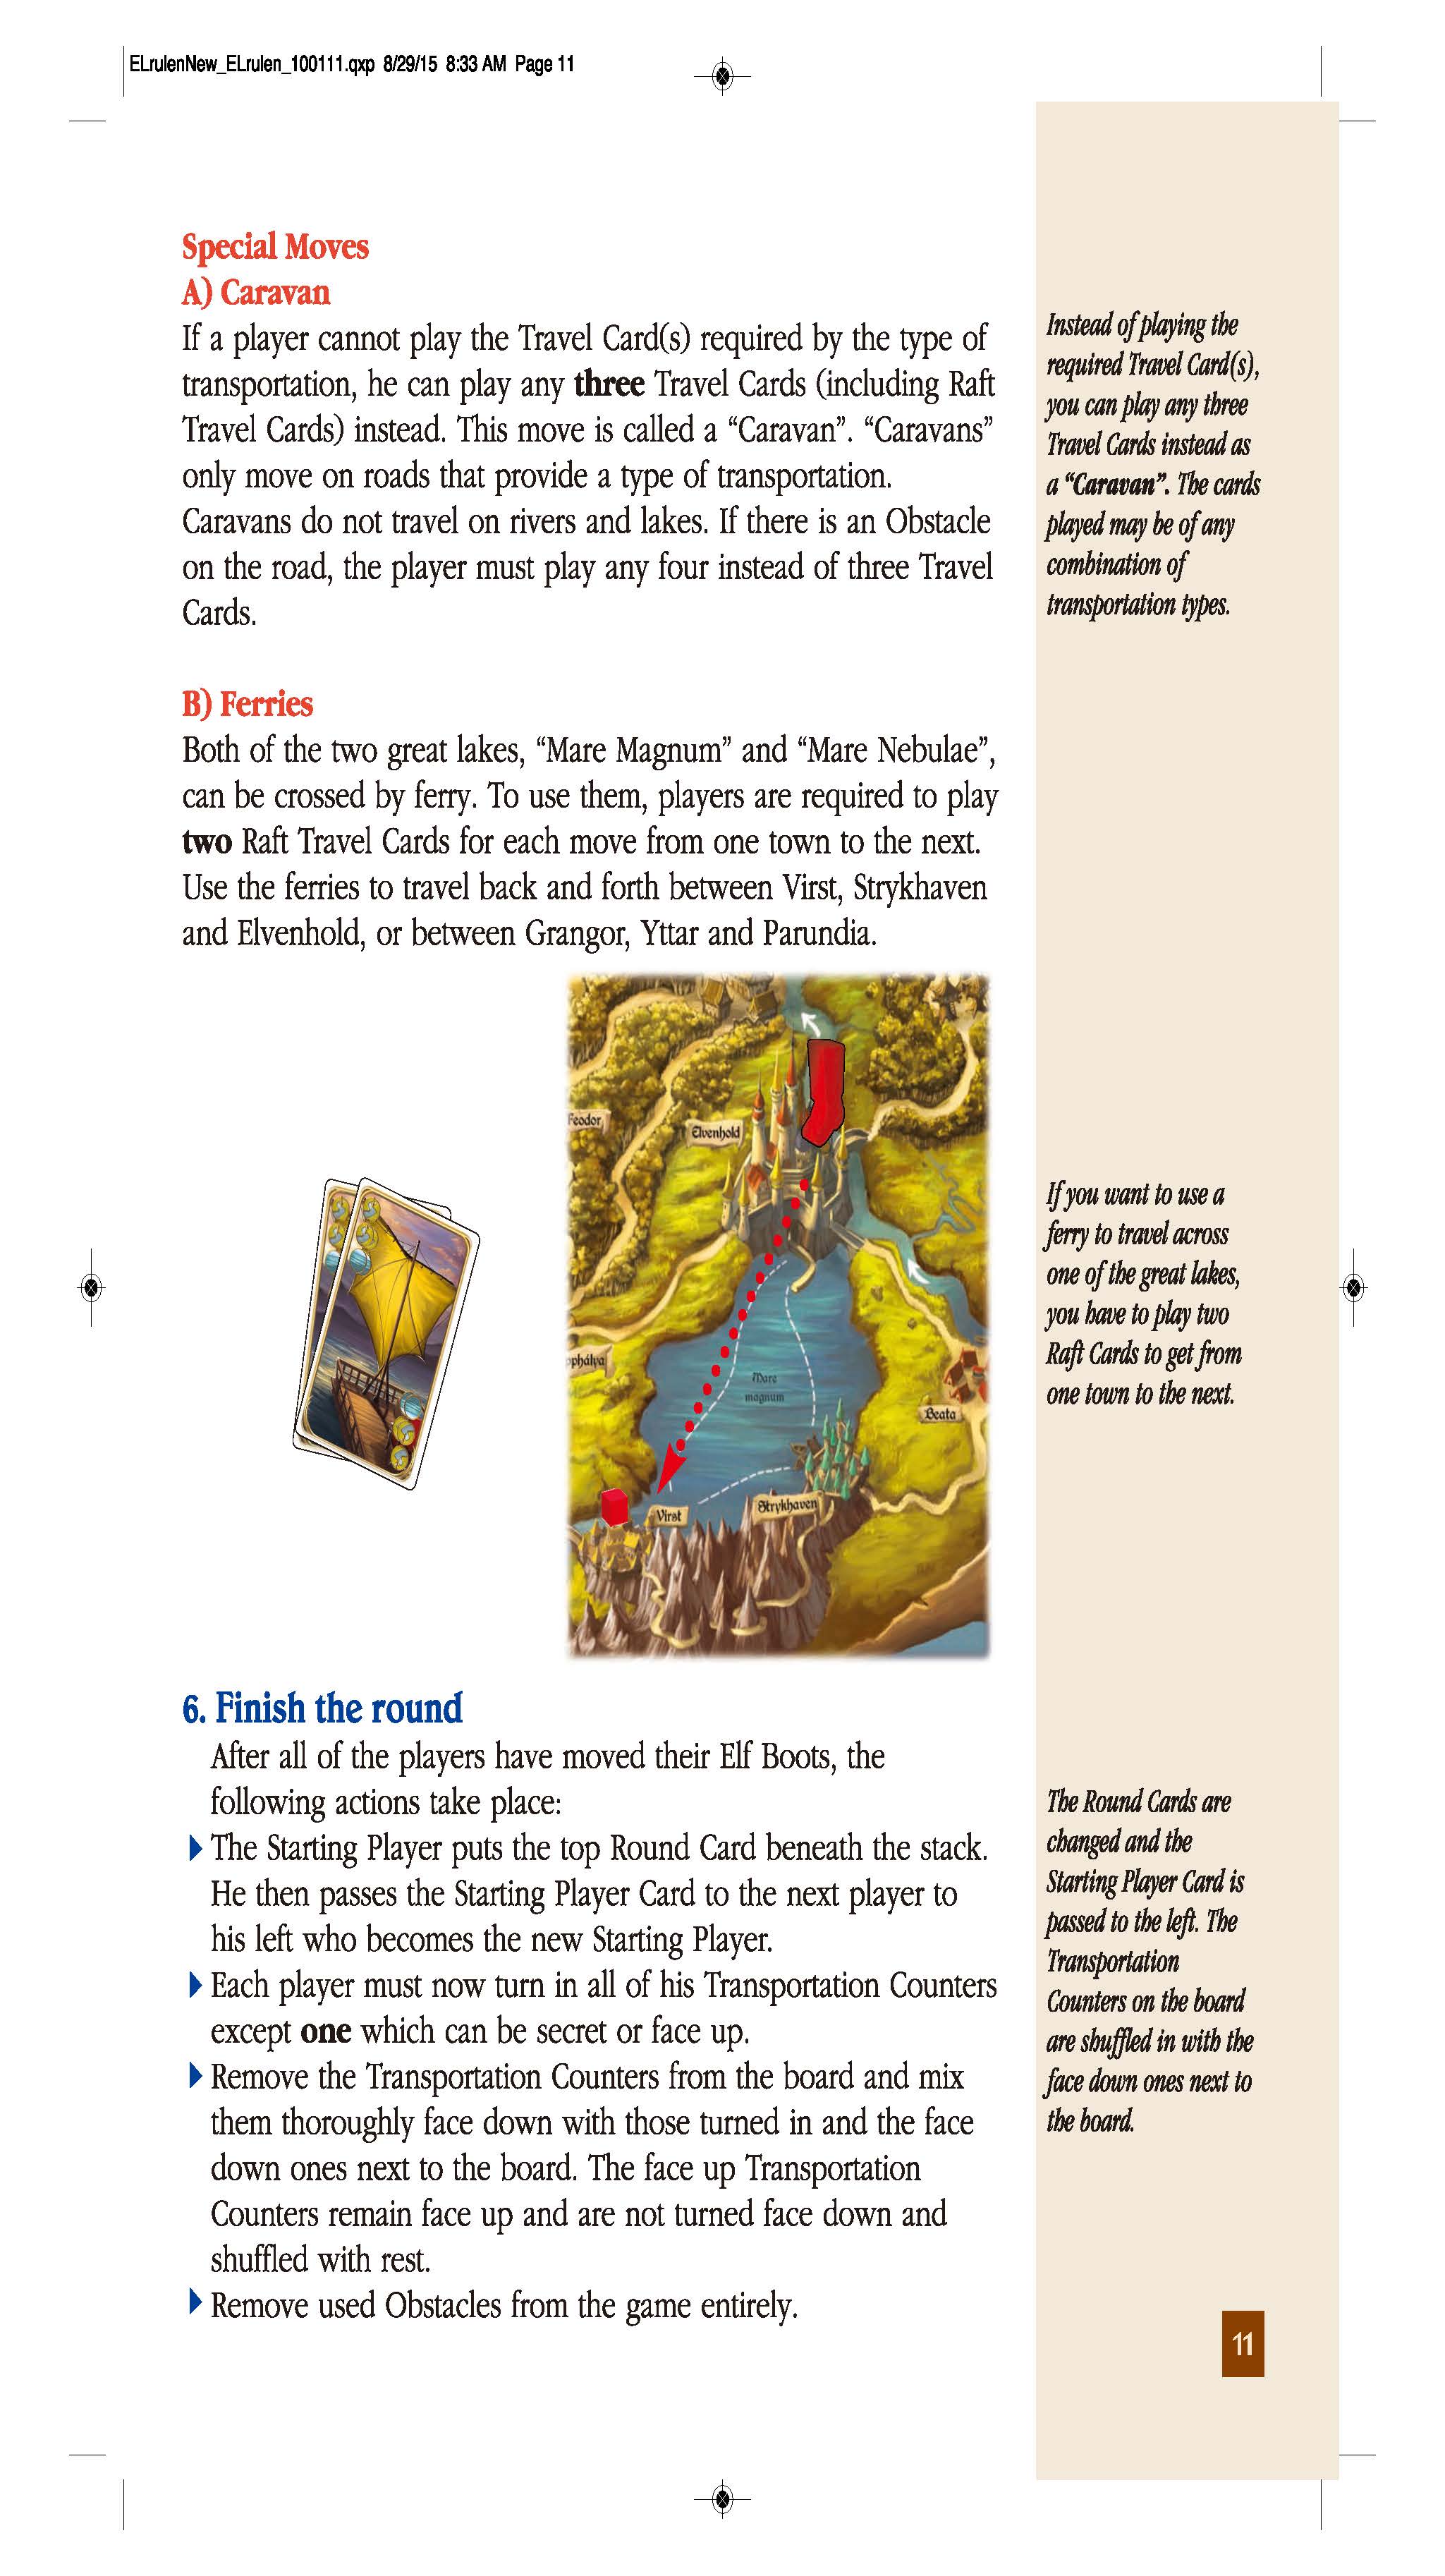 ELrulenNew_ELrulen_100111.qxp 8/29/15 8:33 AM Page 11
Special Moves
A) Caravan
If a player cannot play the Travel Card(s) required by the type of
transportation, he can play any three Travel Cards (including Raft
Travel Cards) instead. This move is called a “Caravan”. “Caravans”
only move on roads that provide a type of transportation.
Caravans do not travel on rivers and lakes. If there is an Obstacle
on the road, the player must play any four instead of three Travel
Cards.
Instead of playing the
required Travel Card(s),
you can play any three
Travel Cards instead as
a “Caravan”. The cards
played may be of any
combination of
transportation types.
B) Ferries
Both of the two great lakes, “Mare Magnum” and “Mare Nebulae”,
can be crossed by ferry. To use them, players are required to play
two Raft Travel Cards for each move from one town to the next.
Use the ferries to travel back and forth between Virst, Strykhaven
and Elvenhold, or between Grangor, Yttar and Parundia.
Feodor
Elvenhold
ophalya
Mare
magnum
Beata
Virst
Strykhaven
If you want to use a
ferry to travel across
one of the great lakes,
you have to play two
Raft Cards to get from
one town to the next.
6. Finish the round
After all of the players have moved their Elf Boots, the
following actions take place:
The Starting Player puts the top Round Card beneath the stack.
He then passes the Starting Player Card to the next player to
his left who becomes the new Starting Player.
Each player must now turn in all of his Transportation Counters
except one which can be secret or face up.
Remove the Transportation Counters from the board and mix
them thoroughly face down with those turned in and the face
down ones next to the board. The face up Transportation
Counters remain face up and are not turned face down and
shuffled with rest.
Remove used Obstacles from the game entirely.
The Round Cards are
changed and the
Starting Player Card is
passed to the left. The
Transportation
Counters on the board
are shuffled in with the
face down ones next to
the board.
11